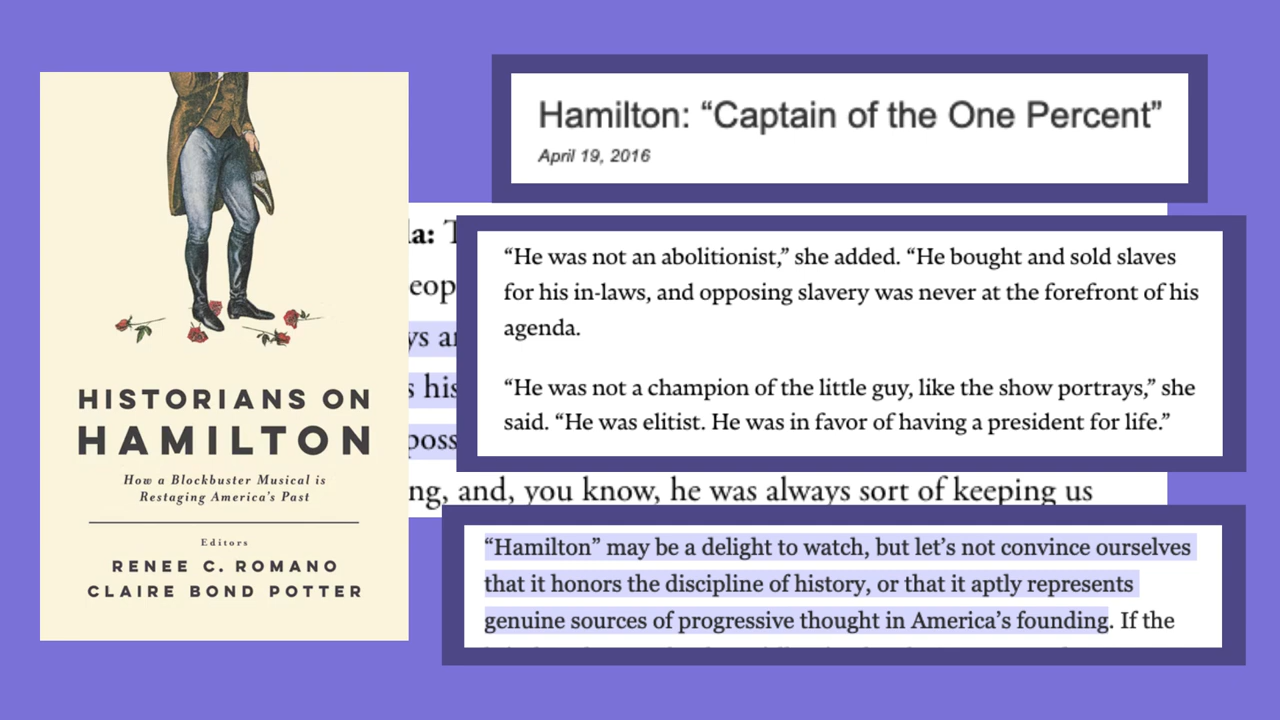 HISTORIANS ON
HAMILTON
How a Blockbuster Musical is
Restaging America's Past
Editors
RENEE C. ROMANO
CLAIRE BOND POTTER
Hamilton: “Captain of the One Percent”
April 19, 2016
la: T
eop
“He was not an abolitionist,” she added. “He bought and sold slaves
for his in-laws, and opposing slavery was never at the forefront of his
agenda.
“He was not a champion of the little guy, like the show portrays,” she
said. “He was elitist. He was in favor of having a president for life.”
s his
poss
ng, and, you know, he was always sort of keeping us
“Hamilton” may be a delight to watch, but let’s not convince ourselves
that it honors the discipline of history, or that it aptly represents
genuine sources of progressive thought in America’s founding. If the